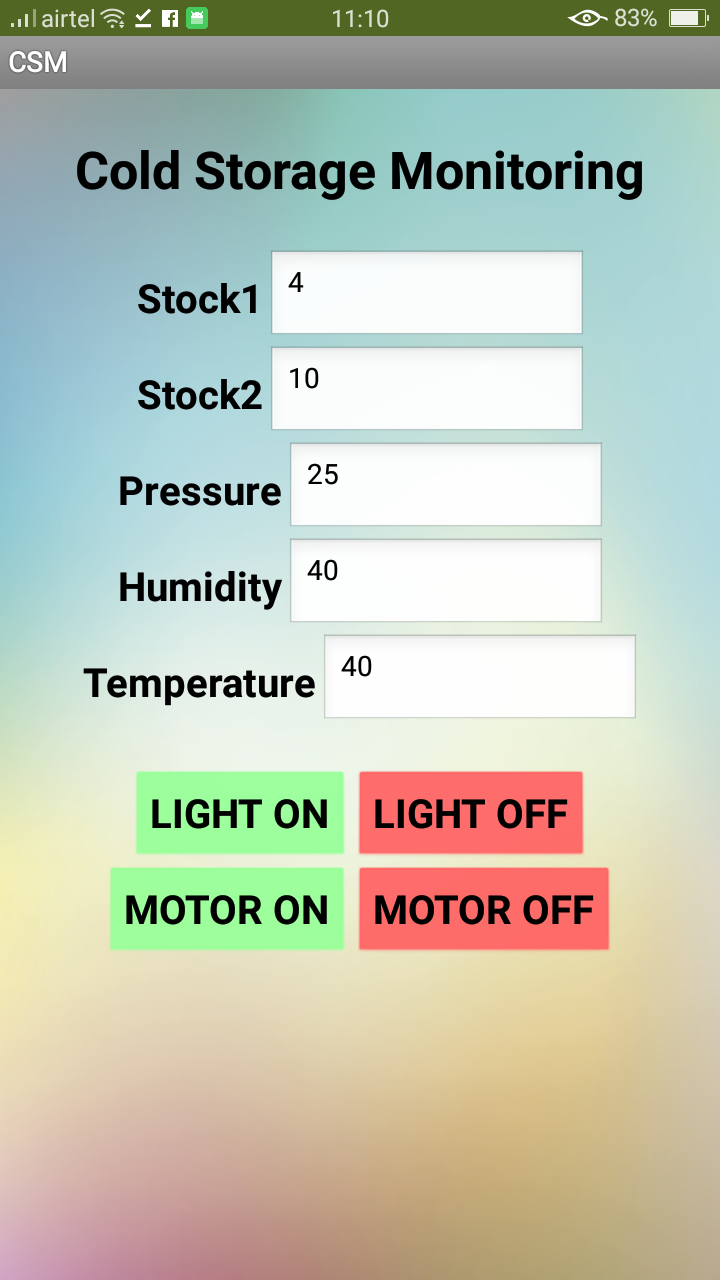 airtel 11:10 83%
CSM
Cold Storage Monitoring
Stock1 4
Stock2 10
Pressure 25
Humidity 40
Temperature 40
LIGHT ON LIGHT OFF
MOTOR ON MOTOR OFF